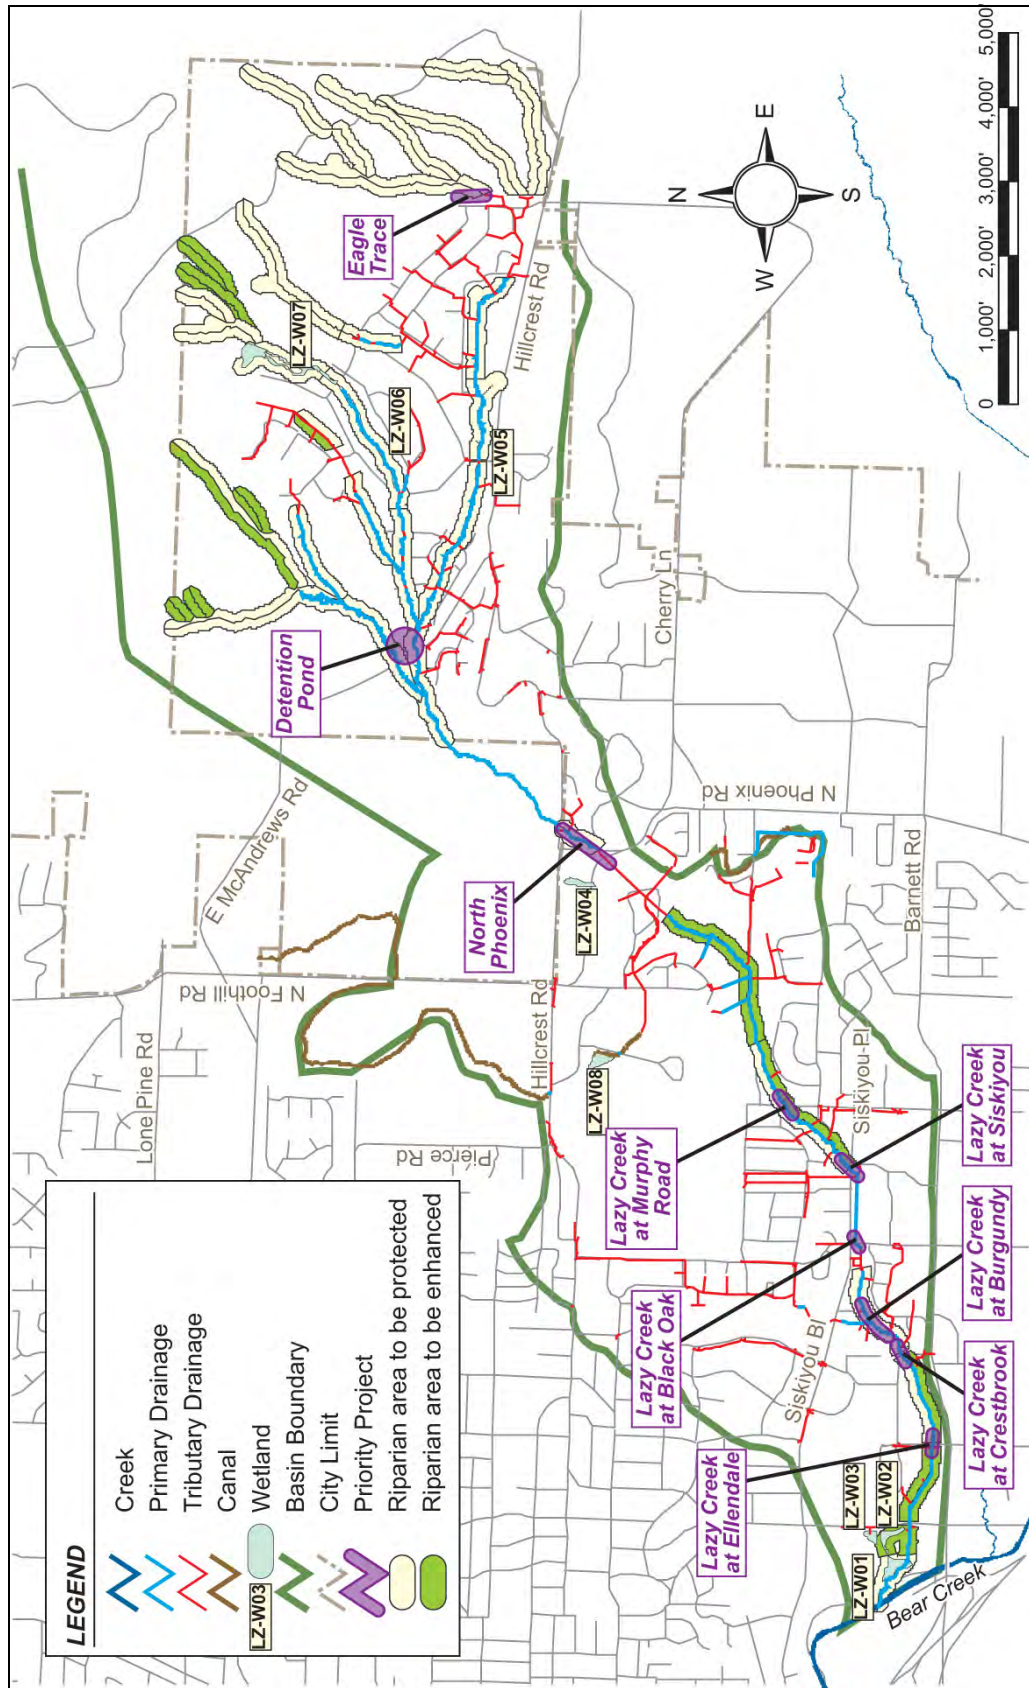 LEGEND
Creek
Primary Drainage
Tributary Drainage
Canal
LZ-W03
Wetland
Basin Boundary
City Limit
Priority Project
Riparian area to be protected
Riparian area to be enhanced
Lone Pine Rd
E McAndrews Rd
N Foothill Rd
Pierce Rd
Hillcrest Rd
Detention
Pond
Eagle
Trace
LZ-W07
LZ-W06
LZ-W05
Hillcrest Rd
North
Phoenix
LZ-W04
LZ-W08
Cherry Ln
N Phoenix Rd
Barnett Rd
N
E
S
W
0
1,000'
2,000'
3,000'
4,000'
5,000'
Lazy Creek
at Murphy
Road
Lazy Creek
at Black Oak
Lazy Creek
at Ellendale
Siskiyou Bl
Siskiyou Pl
LZ-W03
LZ-W02
LZ-W01
Bear Creek
Lazy Creek
at Crestbrook
Lazy Creek
at Burgundy
Lazy Creek
at Siskiyou